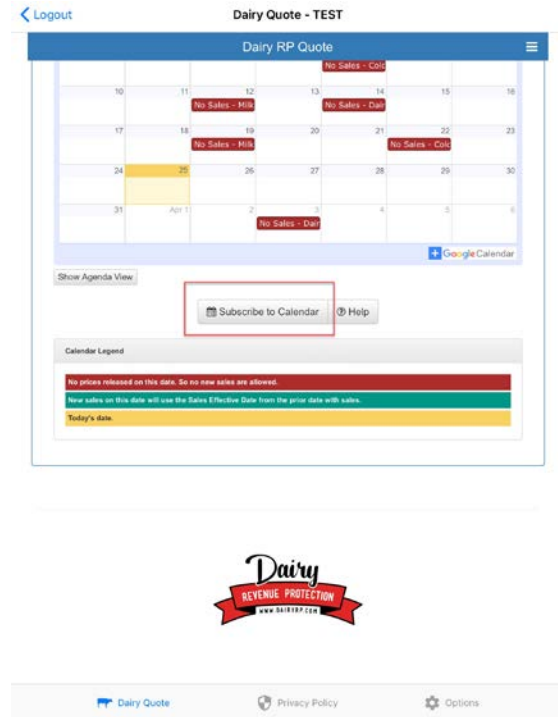 Logout
Dairy Quote - TEST
Dairy RP Quote
No Sales - Colc
10 11 12 13 14 15 16
No Sales - Milk No Sales - Dair
17 18 19 20 21 22 23
No Sales - Milk No Sales - Colc
24 25 26 27 28 29 30
31 Apr 1 2 3 4 5 6
No Sales - Dair
+ GoogleCalendar
Show Agenda View
Subscribe to Calendar Help
Calendar Legend
No prices released on this date. So no new sales are allowed.
New sales on this date will use the Sales Effective Date from the prior date with sales.
Today's date.
Dairy
REVENUE PROTECTION
WWW.DAIRYRP.COM
Dairy Quote Privacy Policy Options